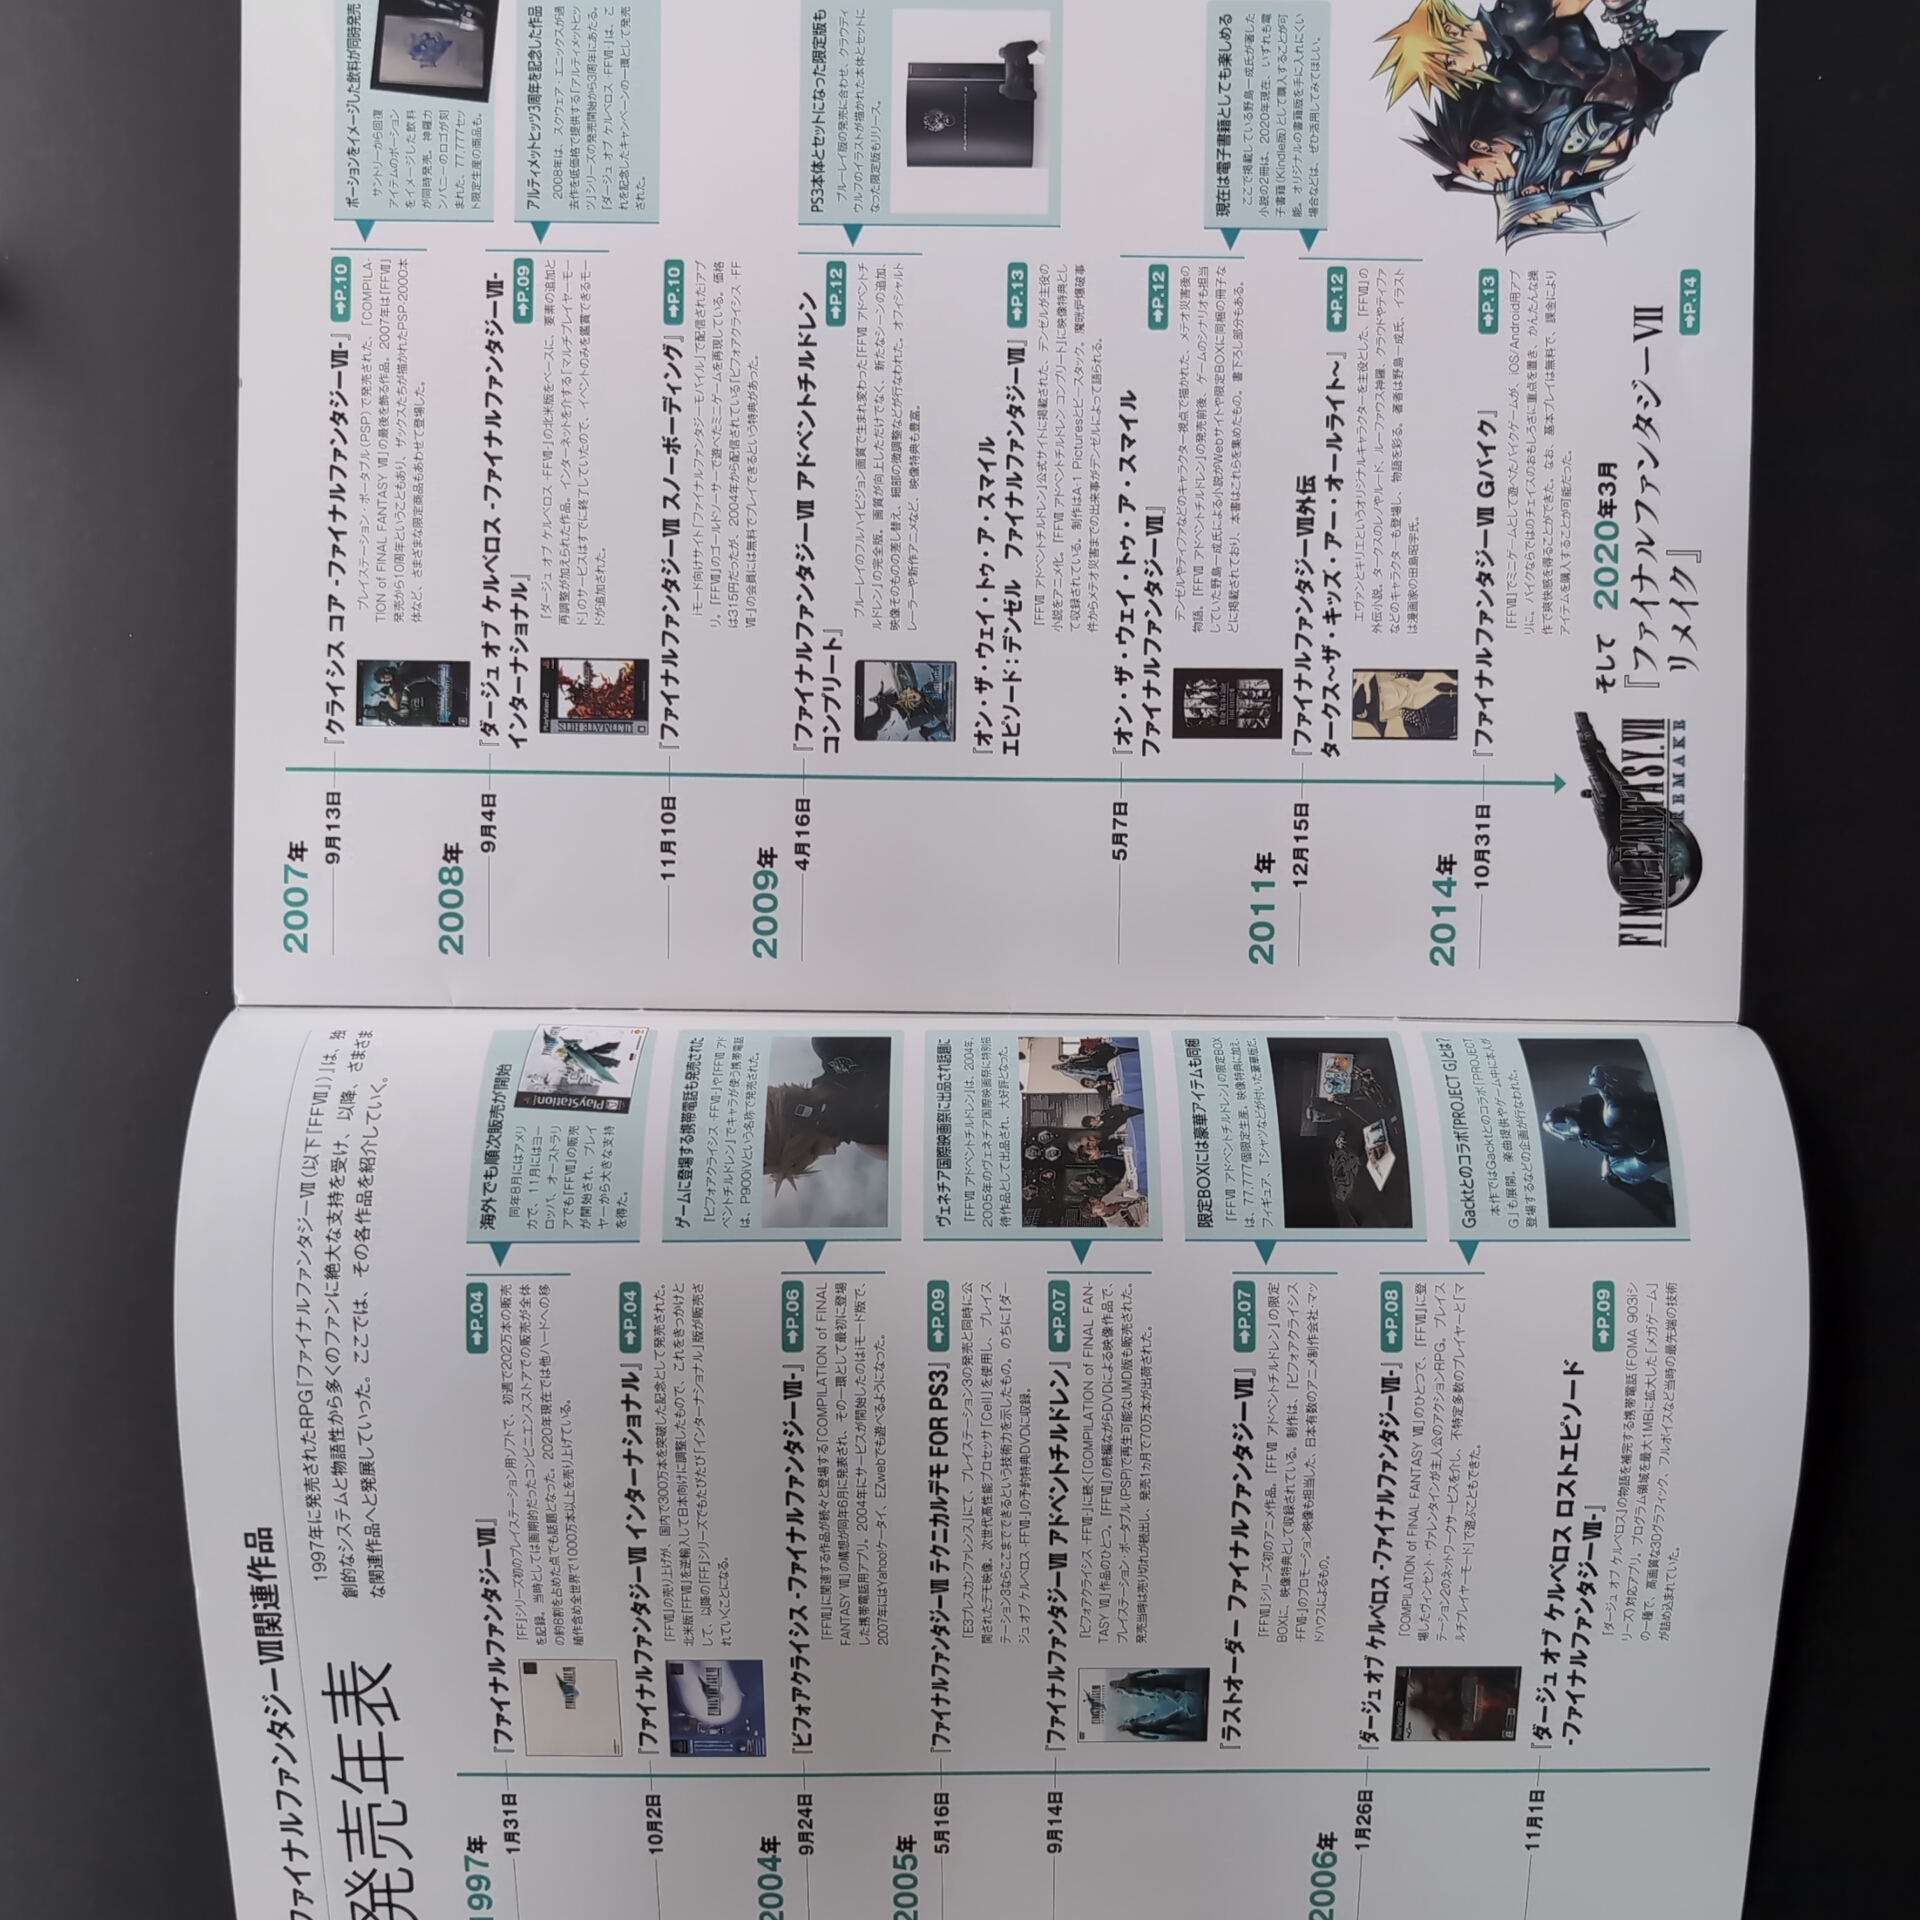 ファイナルファンタジーⅦ関連作品
発売年表
1997年に発売されたRPG『ファイナルファンタジーⅦ(以下『FFⅦ』)』は、独
創的なシステムと物語性から多くのファンに絶大な支持を受け、以降、さまざま
な関連作品へと発展していった。ここでは、その各作品を紹介していく。
1997年
1月31日
『ファイナルファンタジーⅦ』
➡P.04
『FF』シリーズ初のプレイステーション用ソフトで、初週で202万本の販売
を記録。当時としては画期的だったコンビニエンスストアでの販売が全体
の約8割を占めた点でも話題となった。2020年現在では他ハードへの移
植作含め全世界で1000万本以上を売り上げている。
海外でも順次販売が開始
同年8月にはアメリ
カで、11月にはヨー
ロッパ、オーストラリ
アでも『FFⅦ』の販売
が開始され、プレイ
ヤーから大きな支持
を得た。
PlayStation
10月2日
『ファイナルファンタジーⅦ インターナショナル』
➡P.04
『FFⅦ』の売り上げが、国内で300万本を突破した記念として発売された。
北米版『FFⅦ』を逆輸入して日本向けに調整したもので、これをきっかけと
して、以降の『FF』シリーズでもたびたび「インターナショナル」版が販売さ
れていくことになる。
2004年
9月24日
『ビフォアクライシス -ファイナルファンタジーⅦ-』
➡P.06
『FFⅦ』に関連する作品が続々と登場する「COMPILATION of FINAL
FANTASY Ⅶ」の構想が同年6月に発表され、その一環として最初に登場
した携帯電話用アプリ。2004年にサービスが開始したのはiモード版で、
2007年にはYahoo!ケータイ、EZwebでも遊べるようになった。
ゲームに登場する携帯電話も発売された
『ビフォアクライシス -FFⅦ-』や『FFⅦ アド
ベントチルドレン』でキャラが使う携帯電話
は、P900iVという名称で発売された。
2005年
5月16日
『ファイナルファンタジーⅦ テクニカルデモ FOR PS3』
➡P.09
「E3プレスカンファレンス」にて、プレイステーション3の発売と同時に公
開されたデモ映像。次世代高性能プロセッサ「Cell」を使用し、プレイス
テーション3ならここまでできるという技術力を示したもの。のちに『ダー
ジュ オブ ケルベロス -FFⅦ-』の予約特典DVDに収録。
9月14日
『ファイナルファンタジーⅦ アドベントチルドレン』
➡P.07
『ビフォアクライシス -FFⅦ-』に続く「COMPILATION of FINAL FAN-
TASY Ⅶ」作品のひとつ。『FFⅦ』の続編ながらDVDによる映像作品で、
プレイステーション・ポータブル(PSP)で再生可能なUMD版も販売された。
発売当時は売り切れが続出し、発売1ヵ月で70万本が出荷された。
ヴェネチア国際映画祭に出品され話題に
『FFⅦ アドベントチルドレン』は、2004年、
2005年のヴェネチア国際映画祭に特別招
待作品として出品され、大好評となった。
『ラストオーダー ファイナルファンタジーⅦ』
➡P.07
『FFⅦ』シリーズ初のアニメ作品。『FFⅦ アドベントチルドレン』の限定
BOXに、映像特典として収録されている。制作は、『ビフォアクライシス
-FFⅦ-』のプロモーション映像も担当した、日本有数のアニメ制作会社・マッ
ドハウスによるもの。
限定BOXには豪華アイテムも同梱
『FFⅦ アドベントチルドレン』の限定BOX
は、77,777個限定生産。映像特典に加え、
フィギュア、Tシャツなどが付いた豪華版だ。
2006年
1月26日
『ダージュ オブ ケルベロス -ファイナルファンタジーⅦ-』
➡P.08
「COMPILATION of FINAL FANTASY Ⅶ」のひとつで、『FFⅦ』に登
場したヴィンセント・ヴァレンタインが主人公のアクションRPG。プレイス
テーション2のネットワークサービスを介し、不特定多数のプレイヤーと「マ
ルチプレイヤーモード」で遊ぶこともできた。
PlayStation 2
Gacktとのコラボ「PROJECT G」とは?
本作ではGacktとのコラボ「PROJECT
G」も展開。楽曲提供やゲーム中に本人が
登場するなどの企画が行なわれた。
11月1日
『ダージュ オブ ケルベロス ロストエピソード
-ファイナルファンタジーⅦ-』
➡P.09
『ダージュ オブ ケルベロス』の物語を補完する携帯電話(FOMA 903iシ
リーズ)対応アプリ。プログラム領域を最大1MBに拡大した「メガゲーム」
の一種で、高画質な3Dグラフィック、フルボイスなど当時の最先端の技術
が詰め込まれていた。
2007年
9月13日
『クライシス コア -ファイナルファンタジーⅦ-』
➡P.10
プレイステーション・ポータブル(PSP)で発売された、「COMPILA-
TION of FINAL FANTASY Ⅶ」の最後を飾る作品。2007年は『FFⅦ』
発売から10周年ということもあり、ザックスたちが描かれたPSP-2000本
体など、さまざまな限定商品もあわせて登場した。
ポーションをイメージした飲料が同時発売
サントリーから回復
アイテムのポーション
をイメージした飲料
が同時発売。神羅カ
ンパニーのロゴが刻
まれた、77,777セッ
ト限定生産の商品も。
2008年
9月4日
『ダージュ オブ ケルベロス -ファイナルファンタジーⅦ-
インターナショナル』
➡P.09
『ダージュ オブ ケルベロス -FFⅦ-』の北米版をベースに、要素の追加と
再調整が加えられた作品。インターネットを介する「マルチプレイヤーモー
ド」のサービスはすでに終了していたので、イベントのみを鑑賞できるモー
ドが追加された。
PlayStation 2
ULTIMATE HITS
アルティメットヒッツ3周年を記念した作品
2008年は、スクウェア・エニックスが過
去作を低価格で提供する「アルティメットヒッ
ツ」シリーズの発売開始から3周年にあたる。
『ダージュ オブ ケルベロス -FFⅦ-』は、こ
れを記念したキャンペーンの一環として発売
された。
11月10日
『ファイナルファンタジーⅦ スノーボーディング』
➡P.10
iモード向けサイト「ファイナルファンタジーモバイル」で配信されたiアプ
リ。『FFⅦ』のゴールドソーサーで遊べたミニゲームを再現している。価格
は315円だったが、2004年から配信されている『ビフォアクライシス -FF
Ⅶ-』の会員には無料でプレイできるという特典があった。
2009年
4月16日
『ファイナルファンタジーⅦ アドベントチルドレン
コンプリート』
➡P.12
ブルーレイのフルハイビジョン画質で生まれ変わった『FFⅦ アドベントチ
ルドレン』の完全版。画質が向上しただけでなく、新たなシーンの追加、
映像そのものの差し替え、細部の微調整などが行なわれた。オフィシャルト
レーラーや新作アニメなど、映像特典も豊富。
PS3本体とセットになった限定版も
ブルーレイ版の発売に合わせ、クラウディ
ウルフのイラストが描かれた本体とセットに
なった限定版もリリース。
『オン・ザ・ウェイ・トゥ・ア・スマイル
エピソード:デンゼル ファイナルファンタジーⅦ』
➡P.13
『FFⅦ アドベントチルドレン』公式サイトに掲載された、デンゼルが主役の
小説をアニメ化。『FFⅦ アドベントチルドレン コンプリート』に映像特典とし
て収録されている。制作はA-1 Picturesとビースタック。魔晄炉爆破事
件からメテオ災害までの出来事がデンゼルによって語られる。
5月7日
『オン・ザ・ウェイ・トゥ・ア・スマイル
ファイナルファンタジーⅦ』
➡P.12
デンゼルやティファなどのキャラクター視点で描かれた、メテオ災害後の
物語。『FFⅦ アドベントチルドレン』の発売前後、ゲームのシナリオも担当
していた野島一成氏による小説がWebサイトや限定BOXに同梱の冊子な
どに掲載されており、本書はこれらを集めたもの。書下ろし部分もある。
On the Way to a Smile
現在は電子書籍としても楽しめる
ここで掲載している野島一成氏が著した
小説の2冊は、2020年現在、いずれも電
子書籍(Kindle版)として購入することが可
能。オリジナルの書籍版を手に入れにくい
場合などは、ぜひ活用してみてほしい。
2011年
12月15日
『ファイナルファンタジーⅦ外伝
タークス〜ザ・キッズ・アー・オールライト〜』
➡P.12
エヴァンとキリエというオリジナルキャラクターを主役とした、『FFⅦ』の
外伝小説。タークスのレノやルード、ルーファウス神羅、クラウドやティファ
などのキャラクターも登場し、物語を彩る。著者は野島一成氏、イラスト
は漫画家の田島昭宇氏。
2014年
10月31日
『ファイナルファンタジーⅦ Gバイク』
➡P.13
『FFⅦ』でミニゲームとして遊べたバイクゲームが、iOS/Android用アプ
リに。バイクならではのチェイスのおもしろさに重点を置き、かんたんな操
作で爽快感を得ることができた。なお、基本プレイは無料で、課金により
アイテムを購入することが可能だった。
FINAL FANTASY VII
REMAKE
そして 2020年3月
『ファイナルファンタジーⅦ
リメイク』
➡P.14